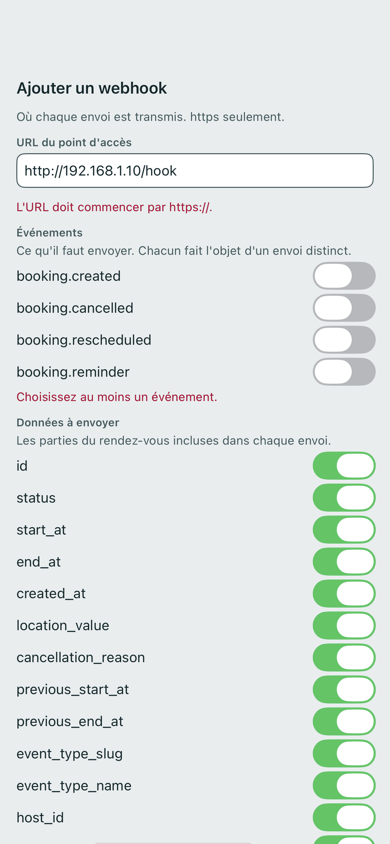 Ajouter un webhook
Où chaque envoi est transmis. https seulement.
URL du point d'accès
http://192.168.1.10/hook
L'URL doit commencer par https://.
Événements
Ce qu'il faut envoyer. Chacun fait l'objet d'un envoi distinct.
booking.created
booking.cancelled
booking.rescheduled
booking.reminder
Choisissez au moins un événement.
Données à envoyer
Les parties du rendez-vous incluses dans chaque envoi.
id
status
start_at
end_at
created_at
location_value
cancellation_reason
previous_start_at
previous_end_at
event_type_slug
event_type_name
host_id